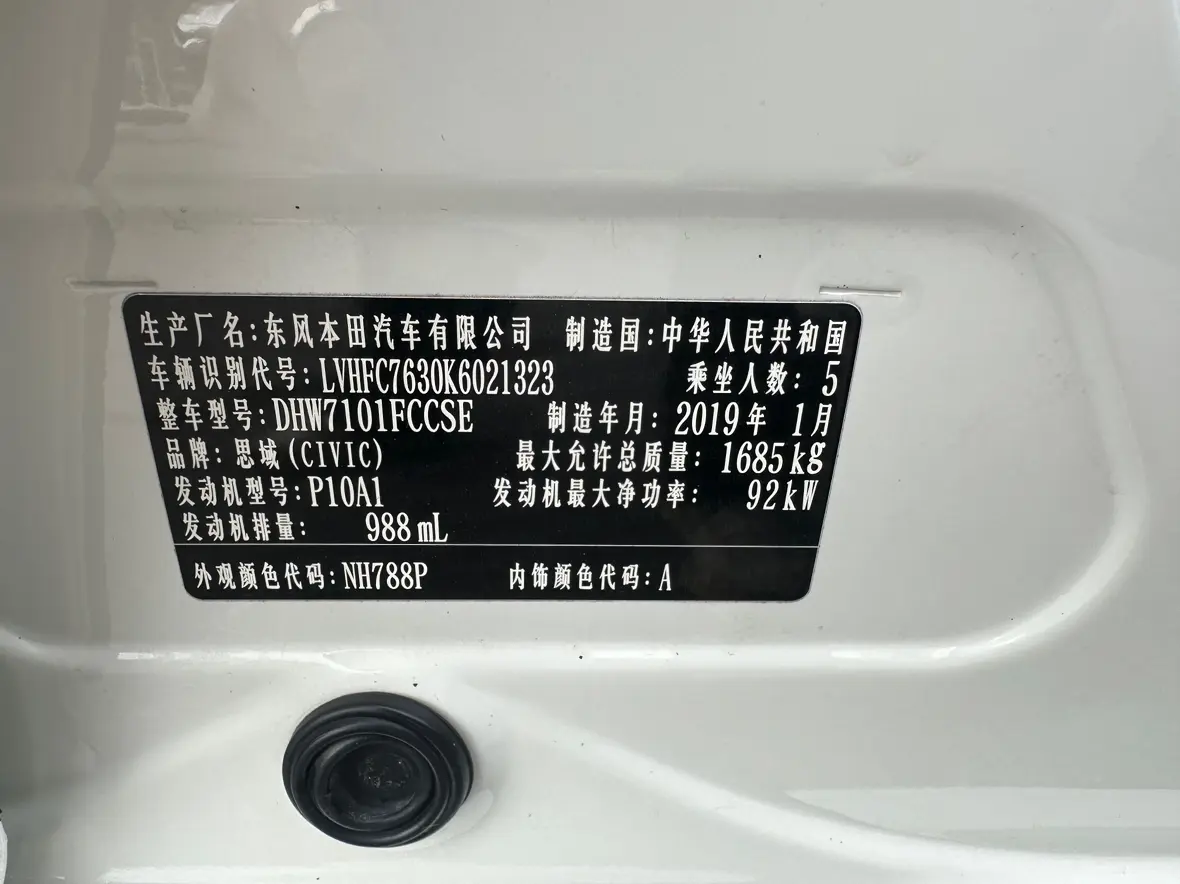 生产厂名:东风本田汽车有限公司 制造国:中华人民共和国
车辆识别代号:LVHFC7630K6021323 乘坐人数:5
整车型号:DHW7101FCCSE 制造年月:2019年 1月
品牌:思域(CIVIC) 最大允许总质量:1685kg
发动机型号:P10A1 发动机最大净功率: 92kW
发动机排量: 988mL
外观颜色代码:NH788P 内饰颜色代码:A